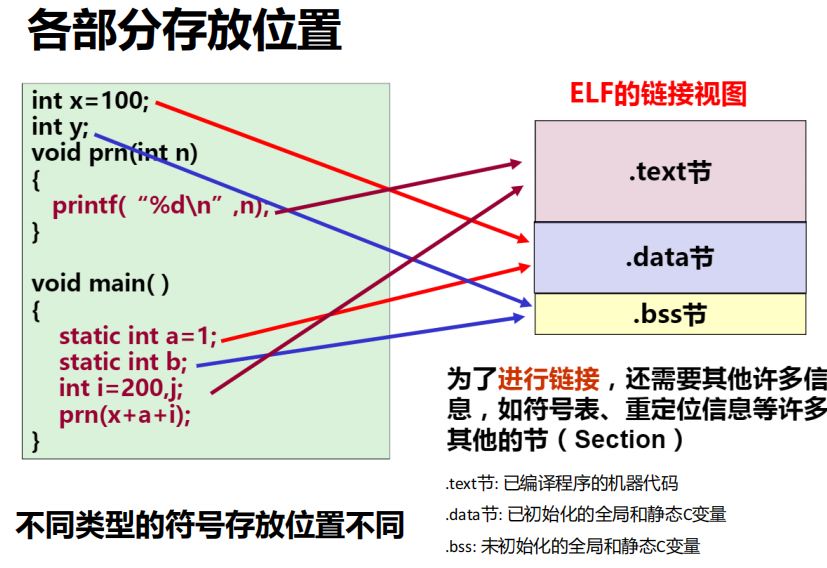 各部分存放位置
int x=100;
int y;
void prn(int n)
{
printf( “%d\n” ,n);
}
void main( )
{
static int a=1;
static int b;
int i=200,j;
prn(x+a+i);
}
不同类型的符号存放位置不同
ELF的链接视图
.text节
.data节
.bss节
为了进行链接，还需要其他许多信
息，如符号表、重定位信息等许多
其他的节（Section）
.text节: 已编译程序的机器代码
.data节: 已初始化的全局和静态C变量
.bss: 未初始化的全局和静态C变量